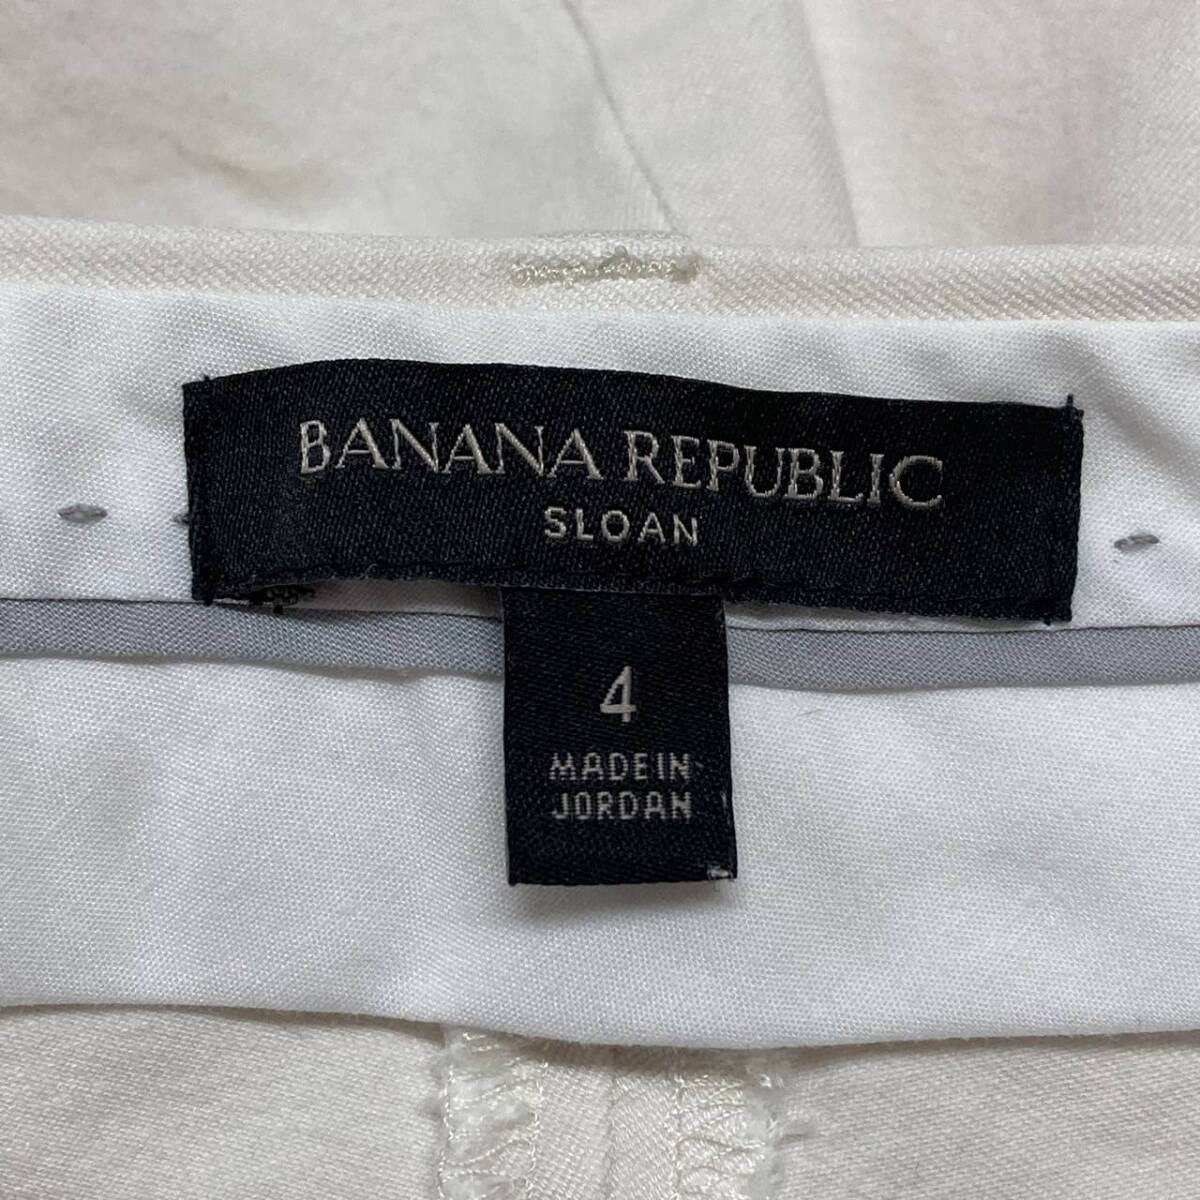 BANANA REPUBLIC
SLOAN
4
MADE IN
JORDAN